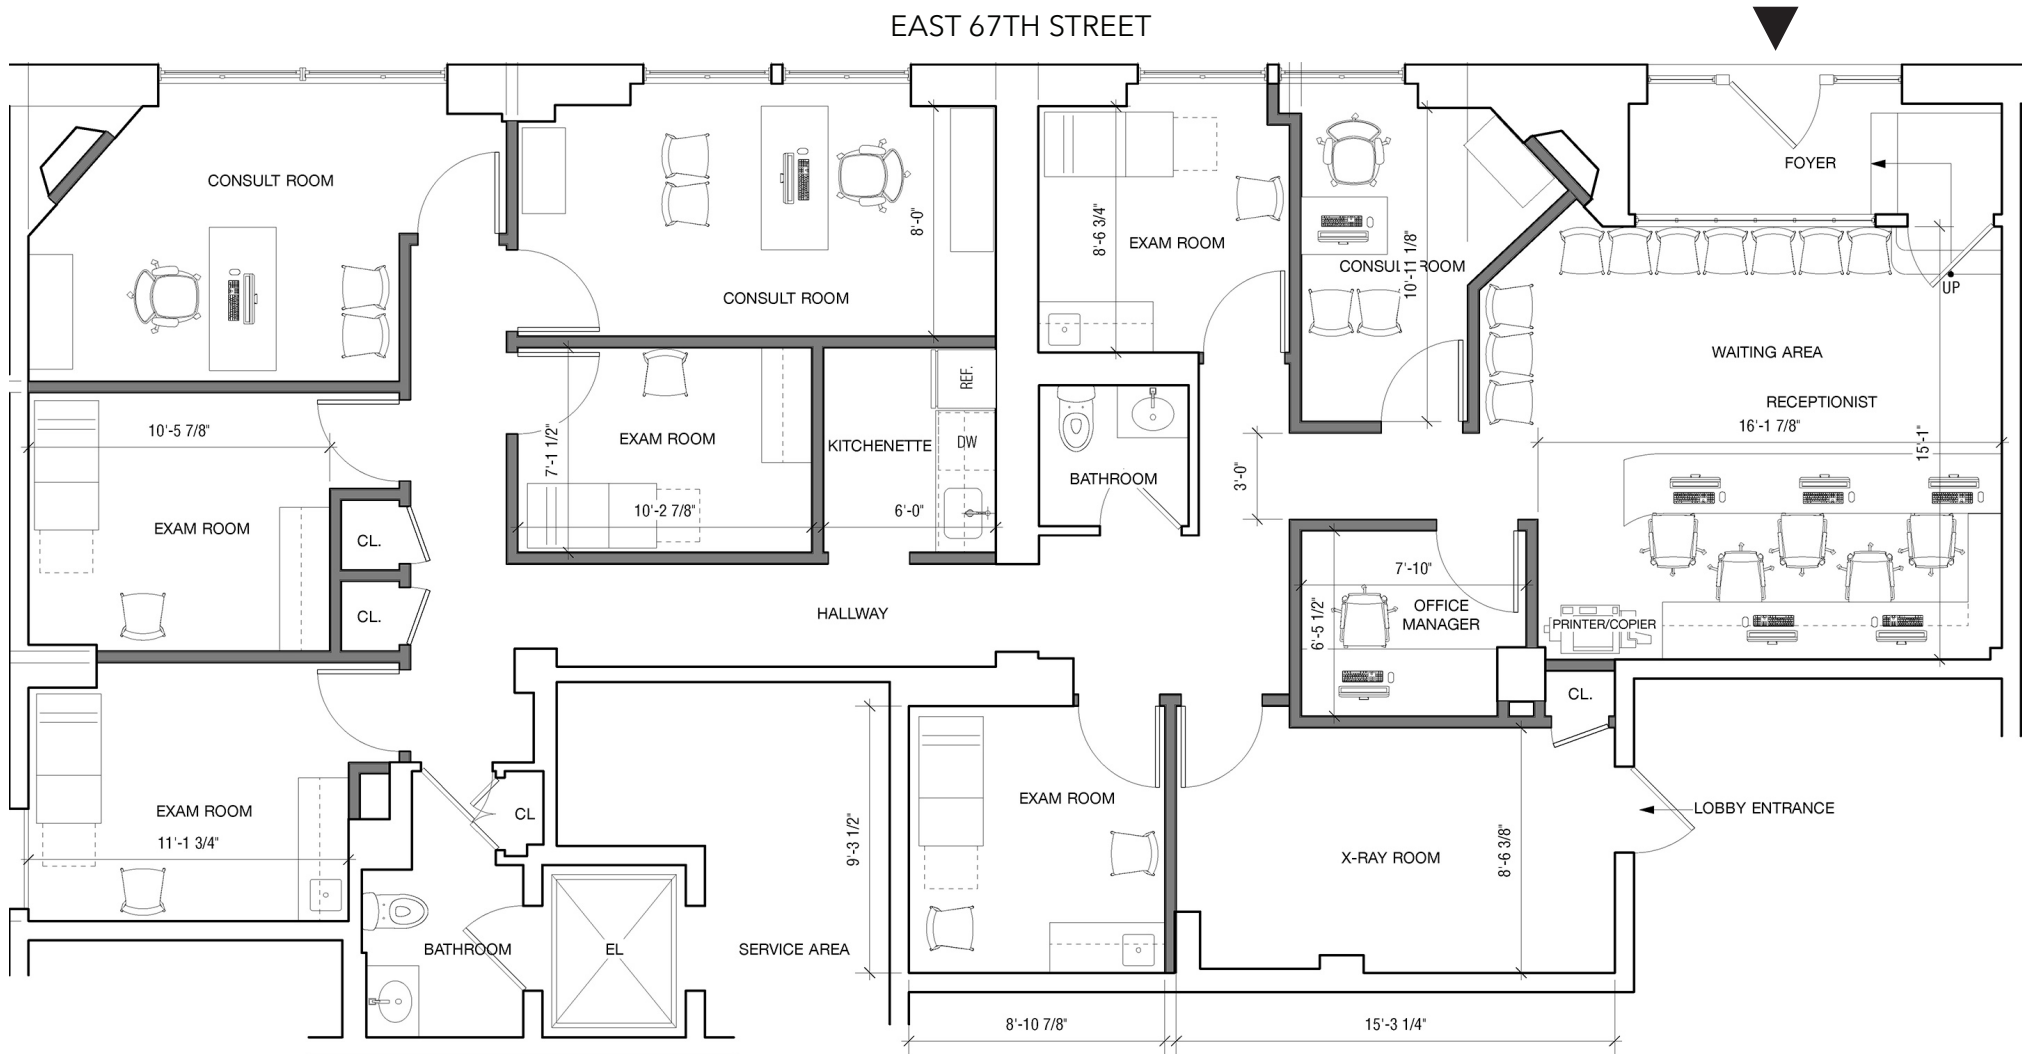 EAST 67TH STREET
FOYER
CONSULT ROOM
8'-0"
8'-6 3/4"
EXAM ROOM
CONSULT ROOM
10'-11 1/8"
UP
CONSULT ROOM
WAITING AREA
REF.
RECEPTIONIST
16'-1 7/8"
15'-1"
10'-5 7/8"
7'-1 1/2"
EXAM ROOM
KITCHENETTE
DW
BATHROOM
3'-0"
EXAM ROOM
CL.
10'-2 7/8"
6'-0"
7'-10"
CL.
HALLWAY
6'-5 1/2"
OFFICE
MANAGER
PRINTER/COPIER
CL.
EXAM ROOM
11'-1 3/4"
CL
9'-3 1/2"
EXAM ROOM
X-RAY ROOM
8'-6 3/8"
LOBBY ENTRANCE
BATHROOM
EL
SERVICE AREA
8'-10 7/8"
15'-3 1/4"